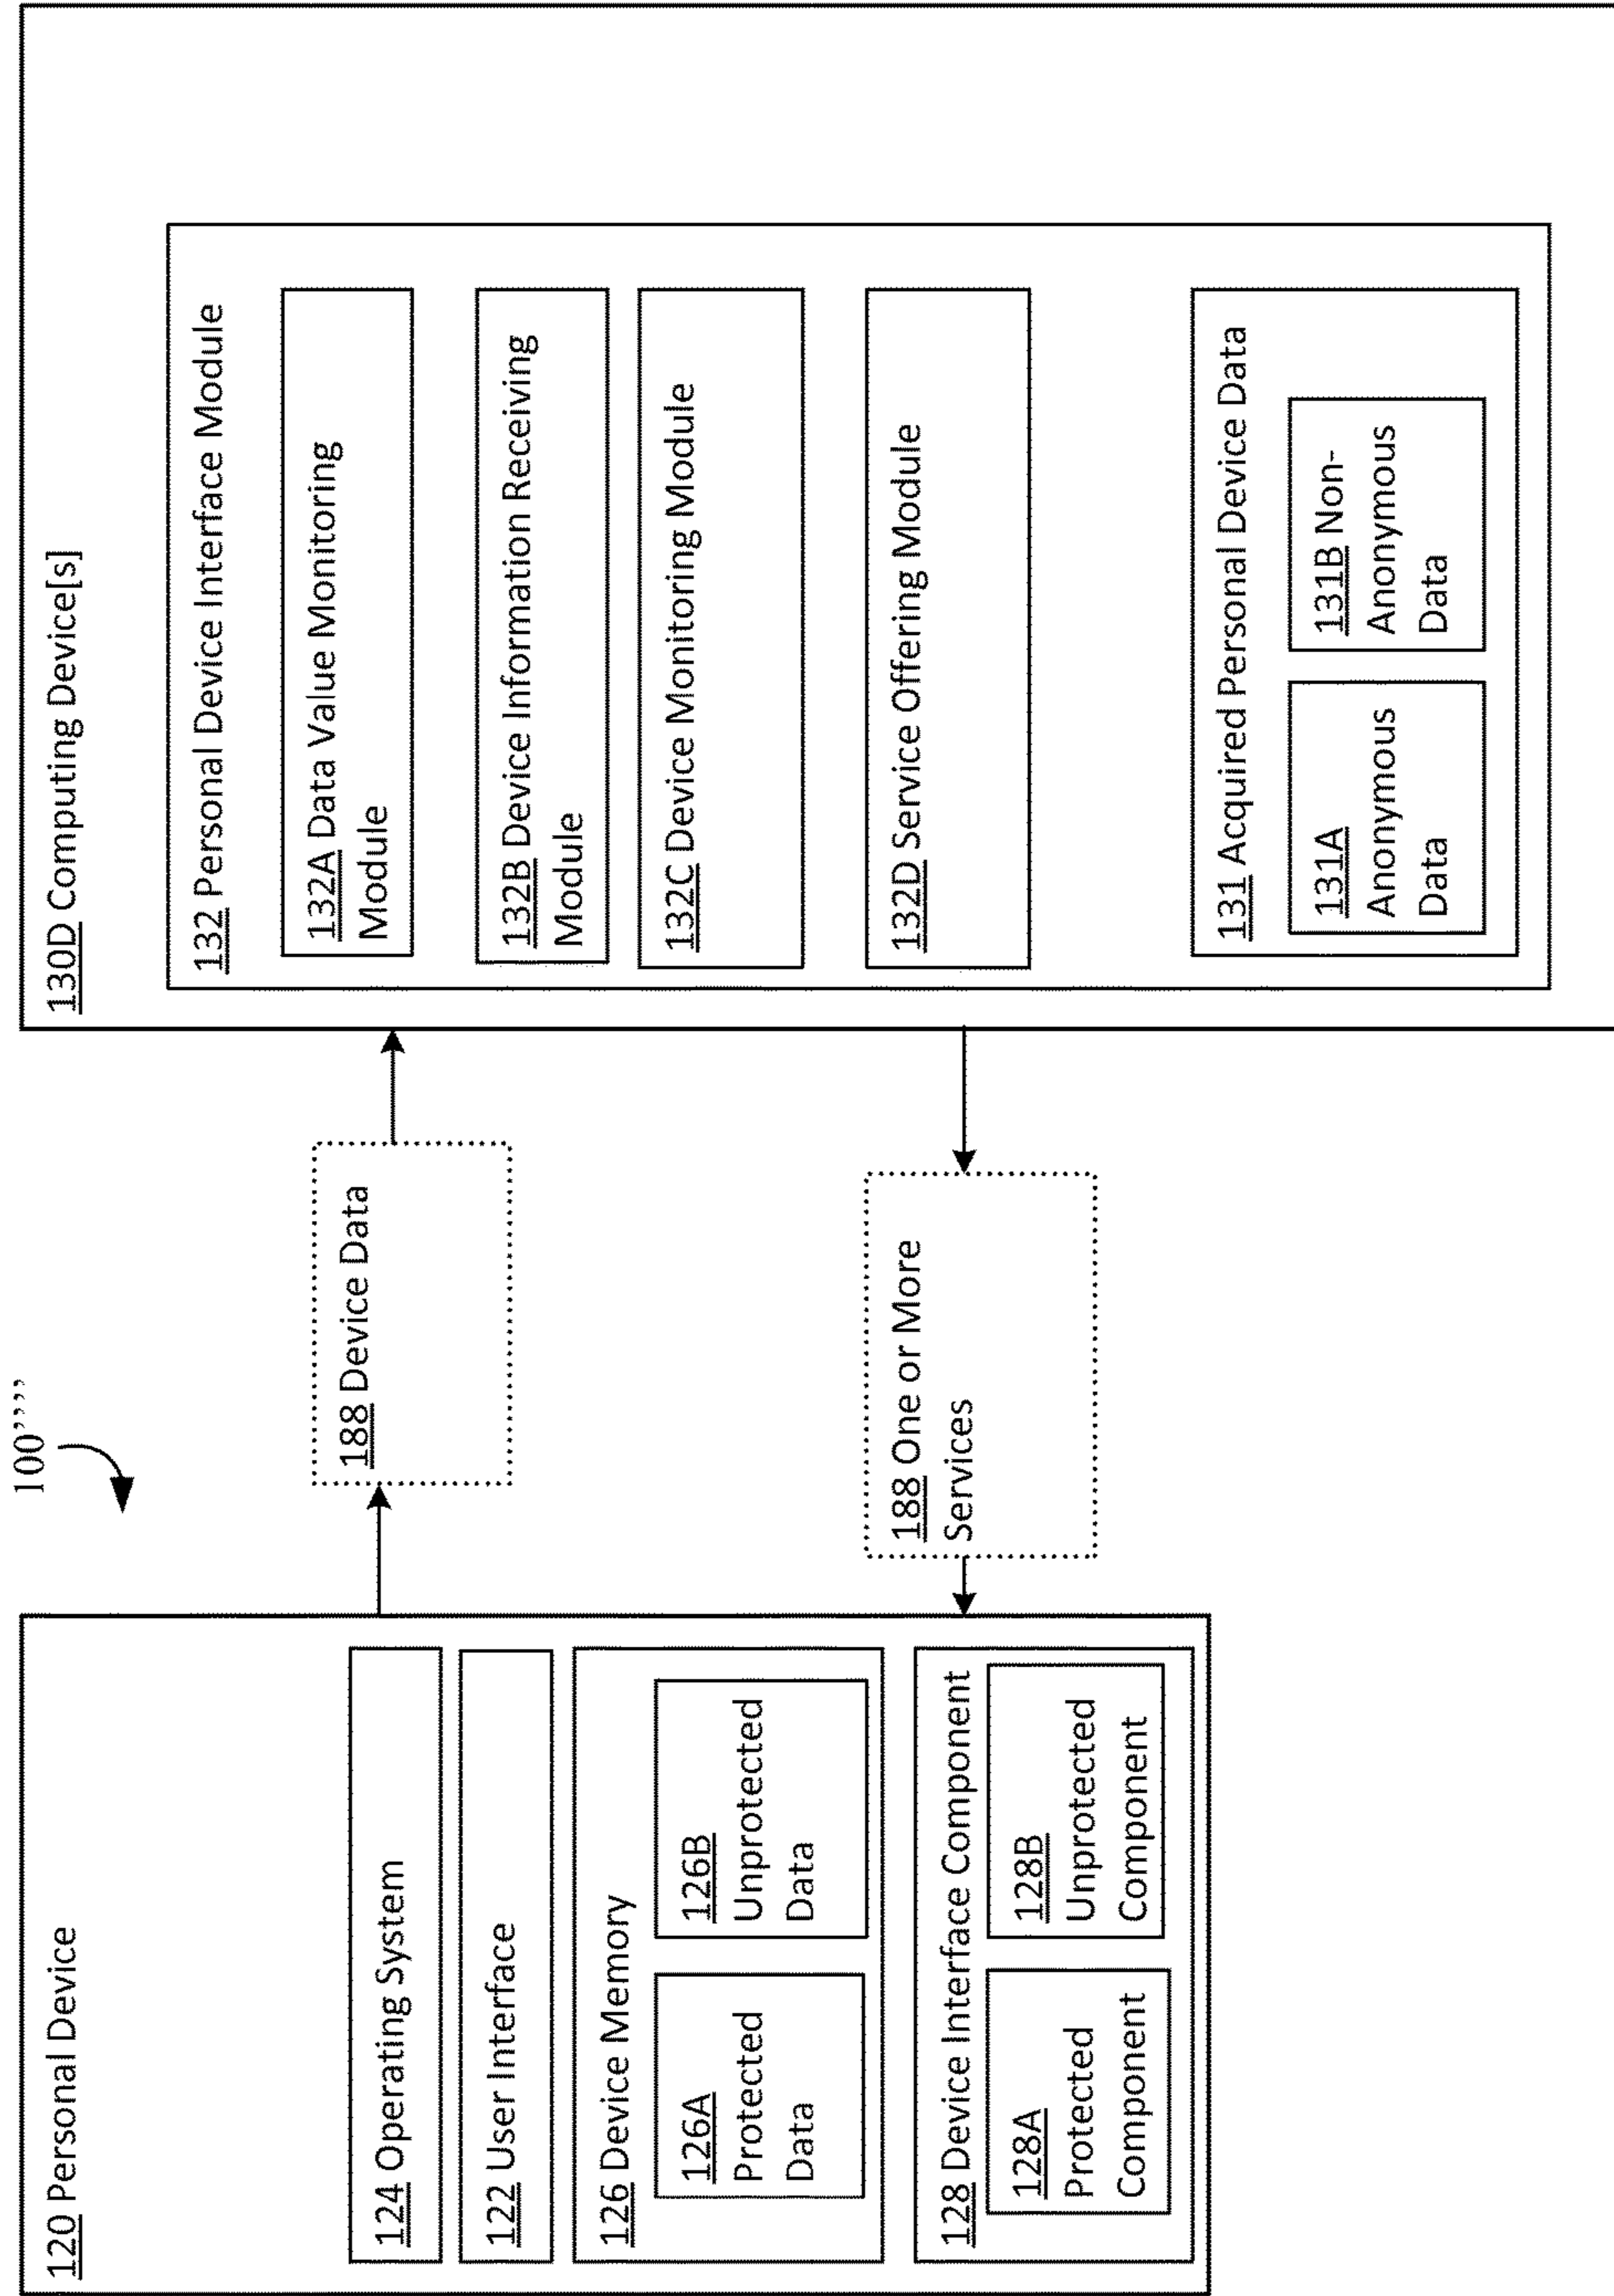 100’’’’
120 Personal Device
124 Operating System
122 User Interface
126 Device Memory
126A
Protected
Data
126B
Unprotected
Data
128 Device Interface Component
128A
Protected
Component
128B
Unprotected
Component
188 Device Data
188 One or More
Services
130D Computing Device[s]
132 Personal Device Interface Module
132A Data Value Monitoring
Module
132B Device Information Receiving
Module
132C Device Monitoring Module
132D Service Offering Module
131 Acquired Personal Device Data
131A
Anonymous
Data
131B Non-
Anonymous
Data